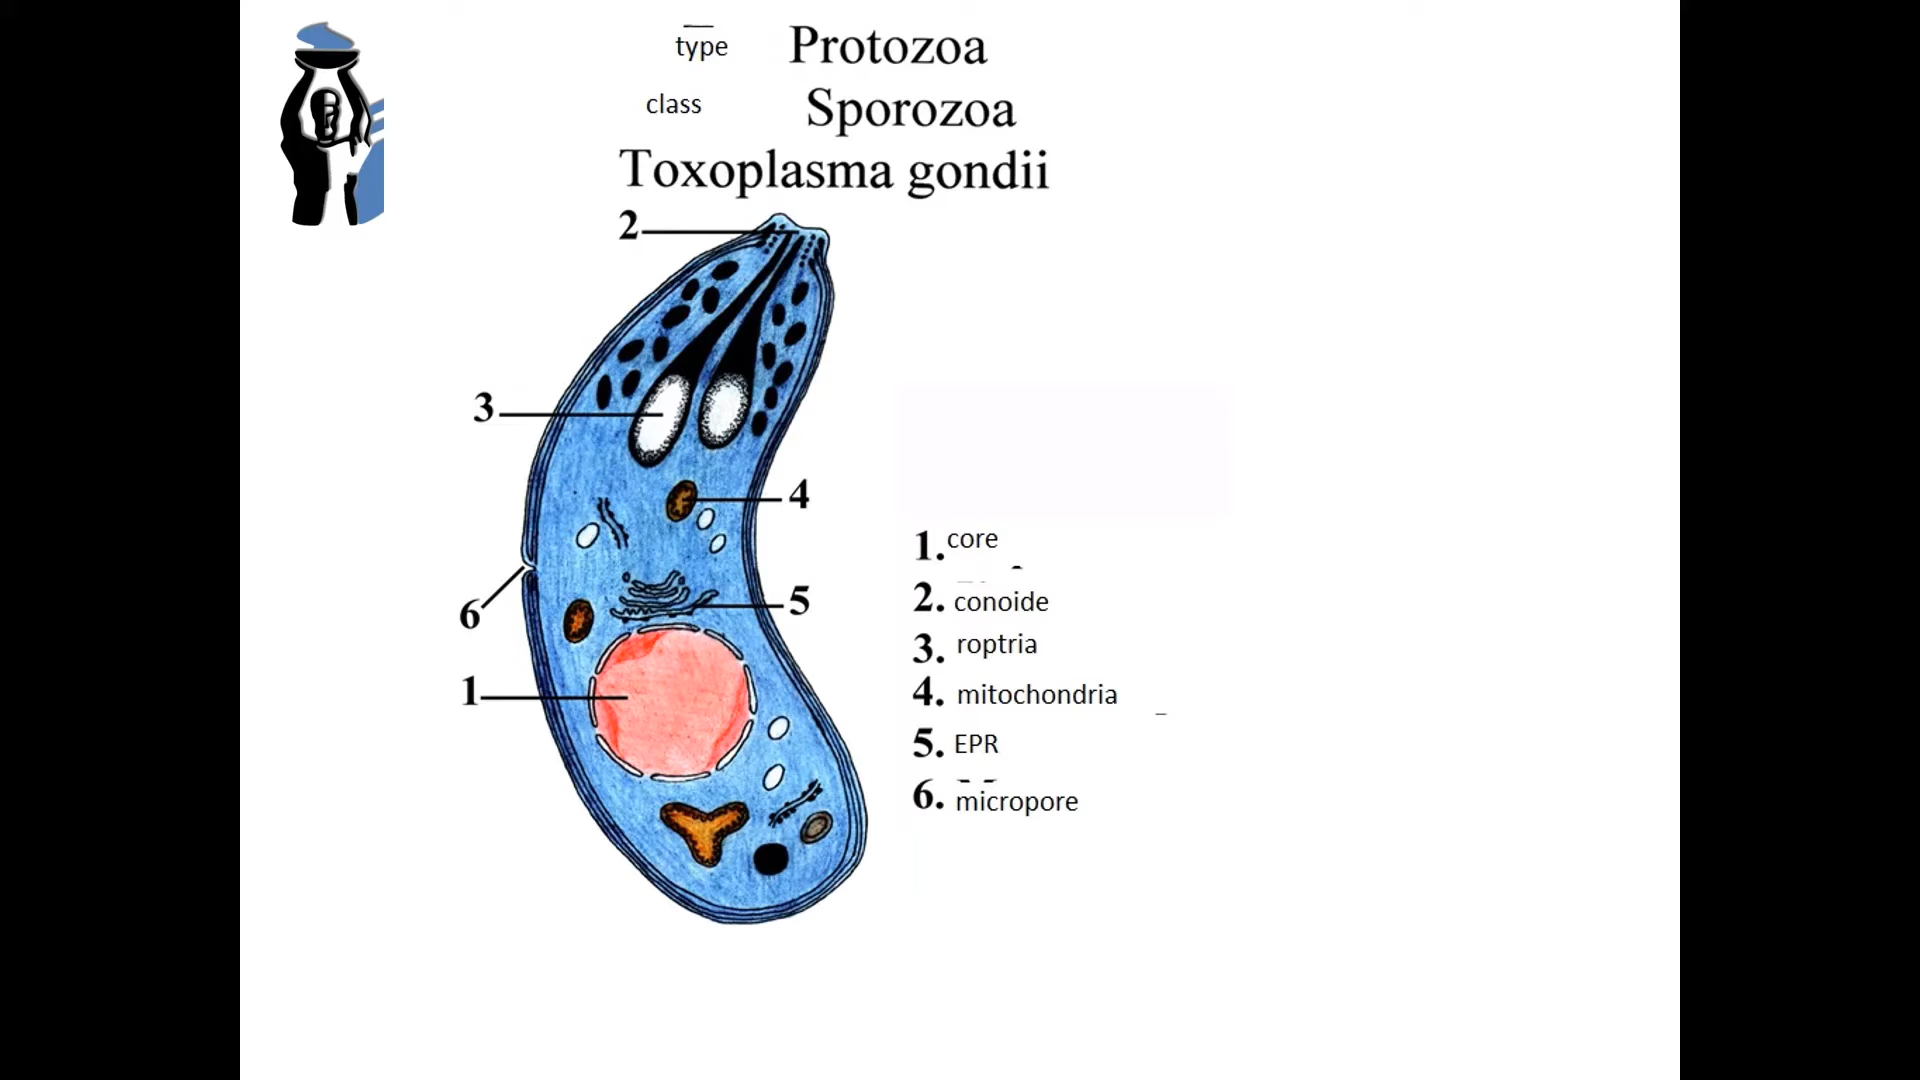 type Protozoa
class Sporozoa
Toxoplasma gondii
2
3
4
6
5
1
1. core
2. conoide
3. roptria
4. mitochondria
5. EPR
6. micropore